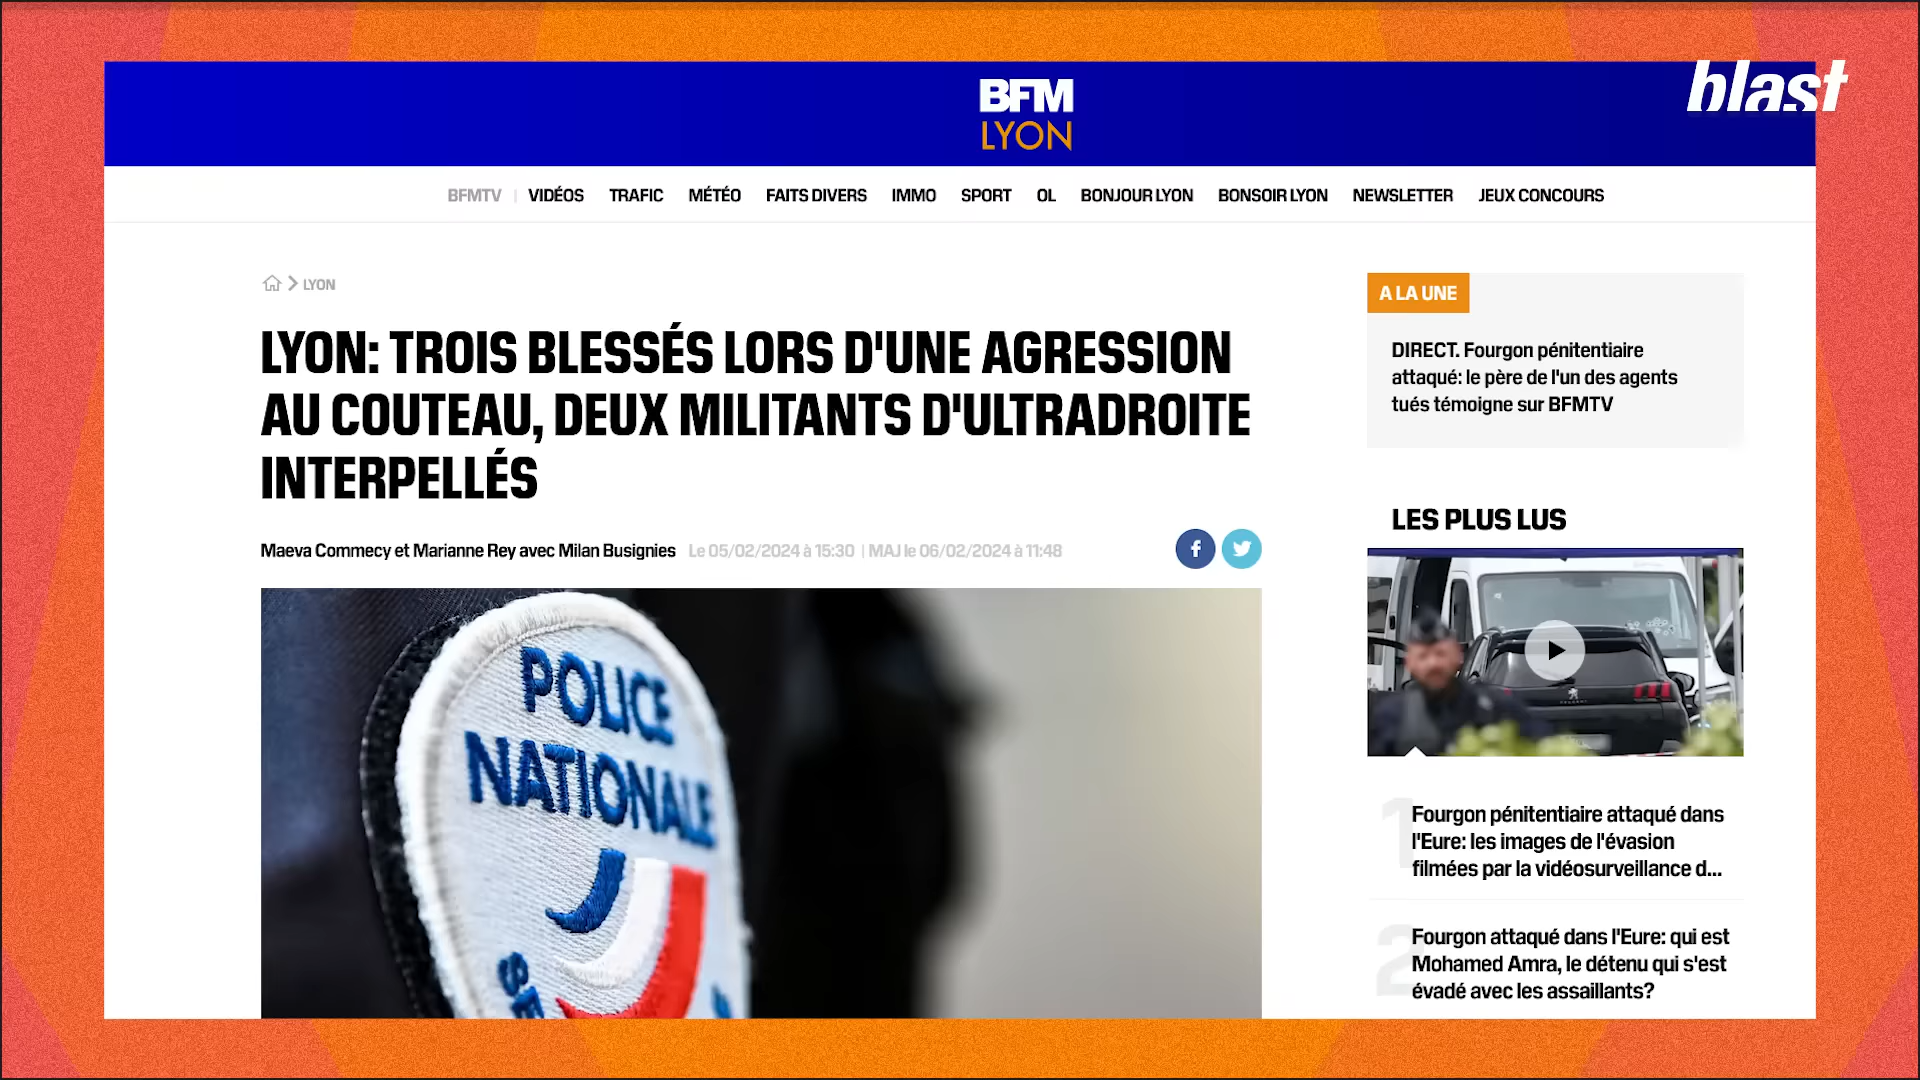 blast
BFM
LYON
BFMTV | VIDÉOS TRAFIC MÉTÉO FAITS DIVERS IMMO SPORT OL BONJOUR LYON BONSOIR LYON NEWSLETTER JEUX CONCOURS
LYON
LYON: TROIS BLESSÉS LORS D'UNE AGRESSION
AU COUTEAU, DEUX MILITANTS D'ULTRADROITE
INTERPELLÉS
Maeva Commecy et Marianne Rey avec Milan Busignies Le 05/02/2024 à 15:30 | MAJ le 06/02/2024 à 11:48
POLICE
NATIONALE
A LA UNE
DIRECT. Fourgon pénitentiaire
attaqué: le père de l'un des agents
tués témoigne sur BFMTV
LES PLUS LUS
1
Fourgon pénitentiaire attaqué dans
l'Eure: les images de l'évasion
filmées par la vidéosurveillance d...
2
Fourgon attaqué dans l'Eure: qui est
Mohamed Amra, le détenu qui s'est
évadé avec les assaillants?